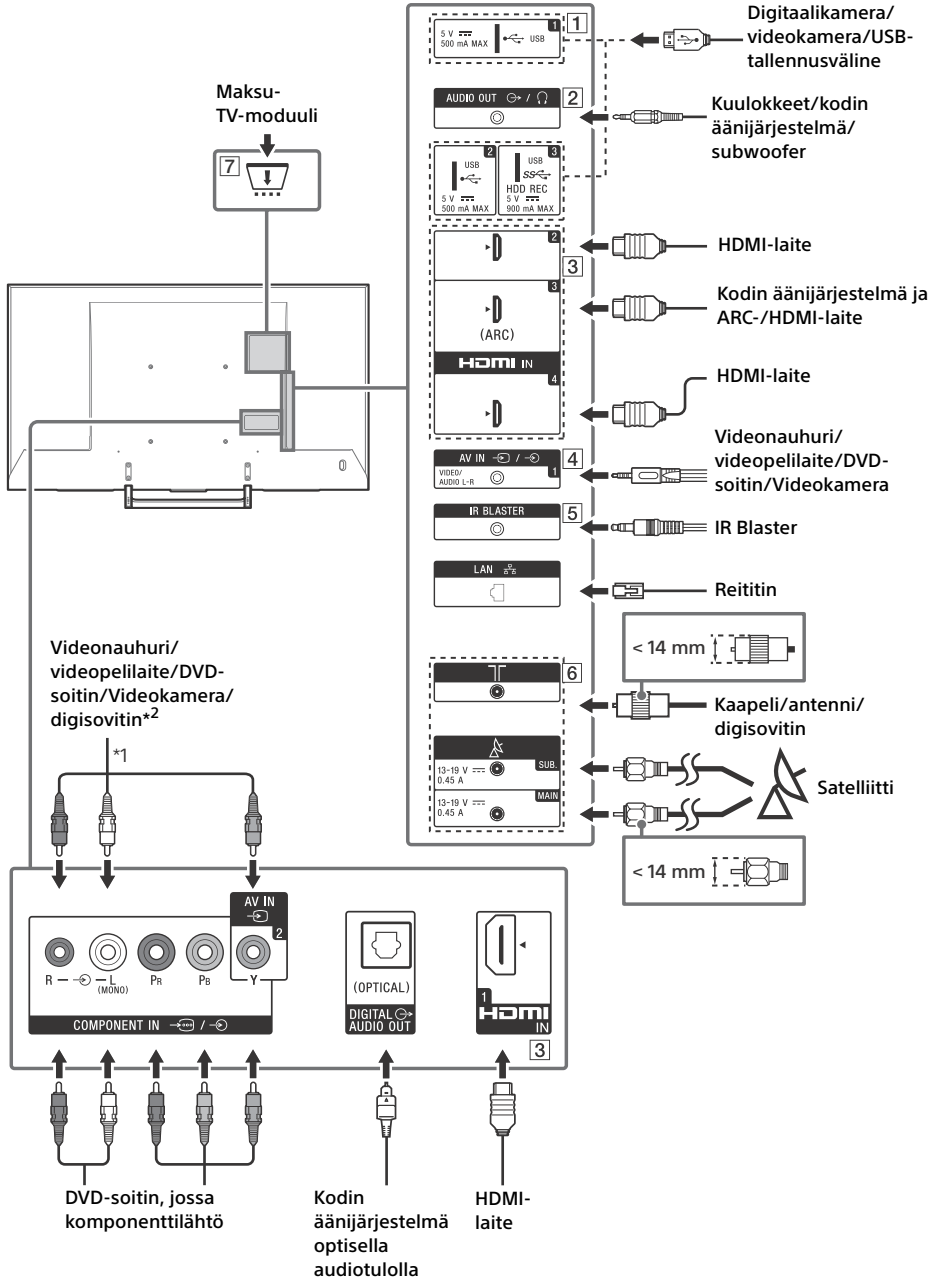 Digitaalikamera/
videokamera/USB-
tallennusväline
1
5 V
500 mA MAX
USB
1
Maksu-
TV-moduuli
7
AUDIO OUT /
2
Kuulokkeet/kodin
äänijärjestelmä/
subwoofer
2
USB
5 V
500 mA MAX
3
USB
SS
HDD REC
5 V
900 mA MAX
2
3
HDMI-laite
3
(ARC)
Kodin äänijärjestelmä ja
ARC-/HDMI-laite
HDMI IN
4
HDMI-laite
AV IN /
4
VIDEO/
AUDIO L-R
1
Videonauhuri/
videopelilaite/DVD-
soitin/Videokamera
IR BLASTER
5
IR Blaster
LAN
Reititin
< 14 mm
6
Kaapeli/antenni/
digisovitin
13-19 V
0.45 A
SUB.
13-19 V
0.45 A
MAIN
Satelliitti
< 14 mm
Videonauhuri/
videopelilaite/DVD-
soitin/Videokamera/
digisovitin*2
*1
AV IN
2
R L
(MONO)
PR
PB
Y
COMPONENT IN /
(OPTICAL)
DIGITAL
AUDIO OUT
1
HDMI
IN
3
DVD-soitin, jossa
komponenttilähtö
Kodin
äänijärjestelmä
optisella
audiotulolla
HDMI-
laite